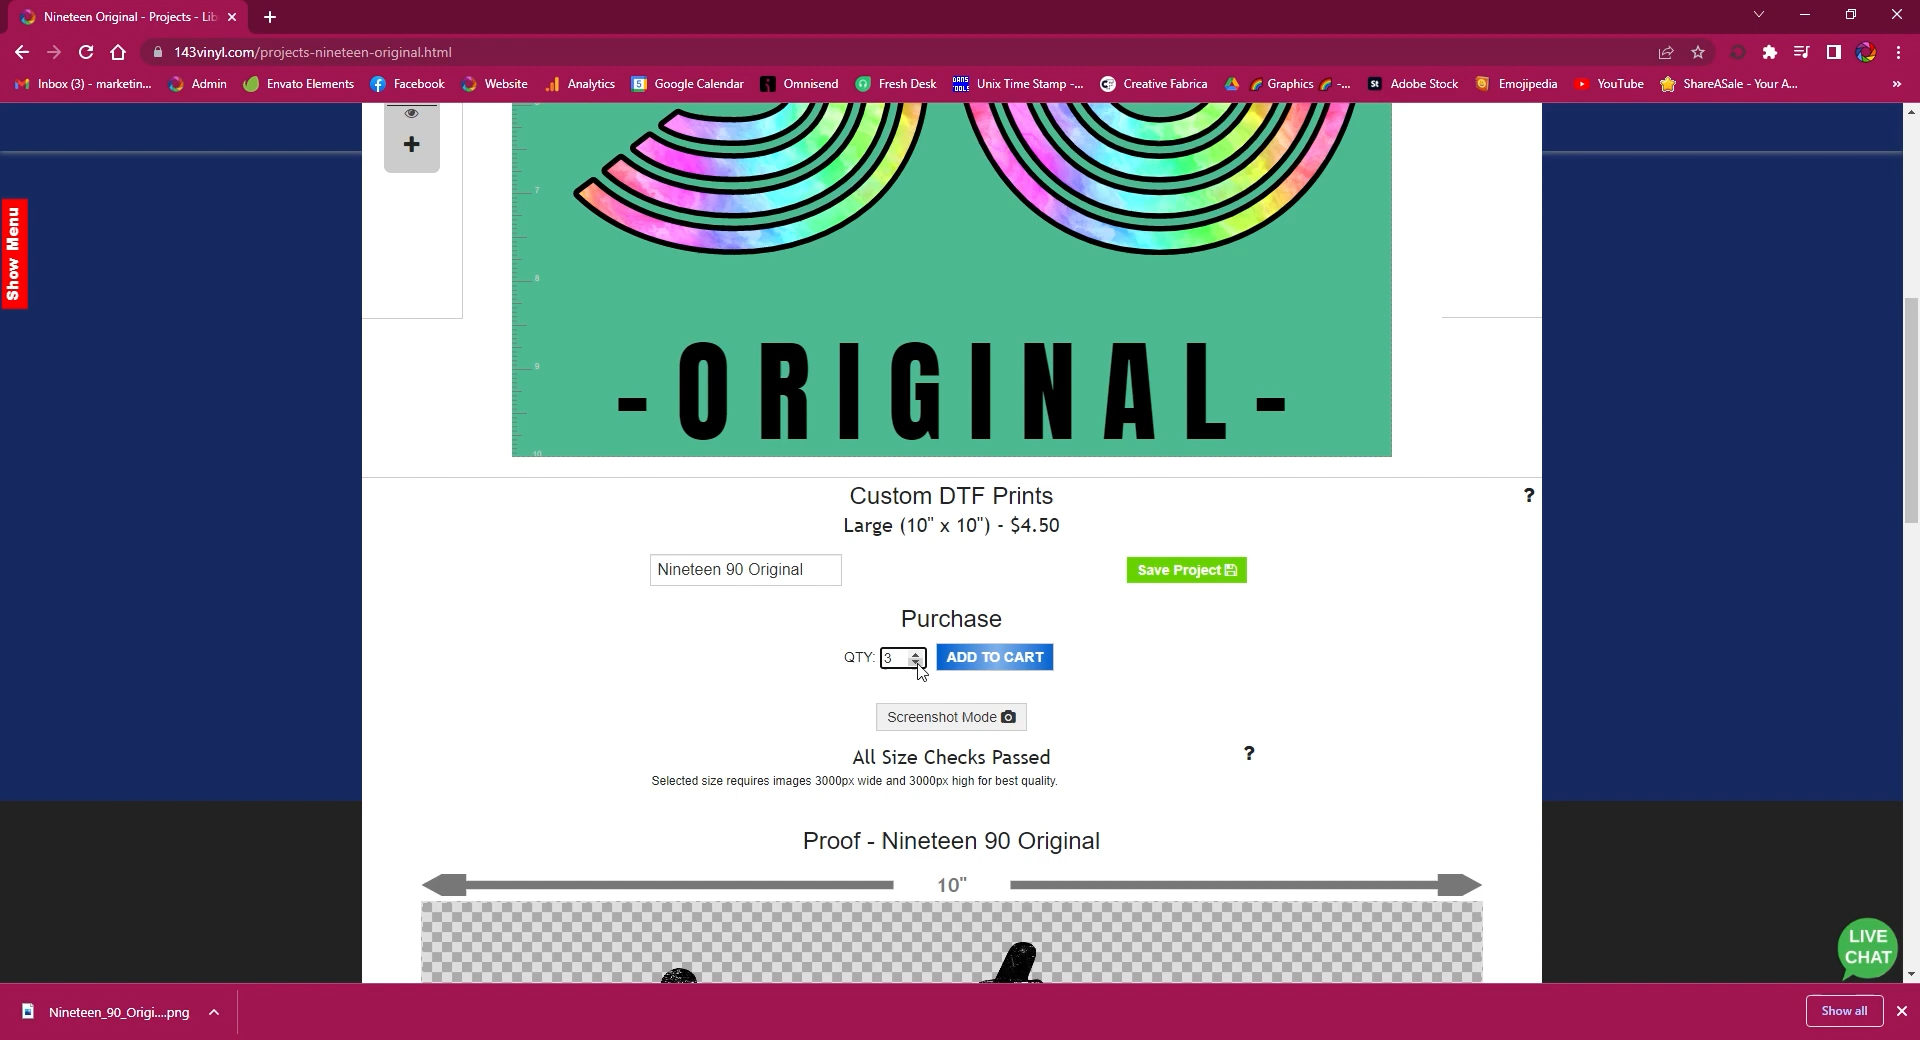 Nineteen Original - Projects - Lib
143vinyl.com/projects-nineteen-original.html
Inbox (3) - marketin... Admin Envato Elements Facebook Website Analytics Google Calendar Omnisend Fresh Desk Unix Time Stamp -... Creative Fabrica Graphics -... Adobe Stock Emojipedia YouTube ShareASale - Your A... »
Show Menu
7
8
9
10
-ORIGINAL-
Custom DTF Prints ?
Large (10" x 10") - $4.50
Nineteen 90 Original Save Project
Purchase
QTY: 3 ADD TO CART
Screenshot Mode
All Size Checks Passed ?
Selected size requires images 3000px wide and 3000px high for best quality.
Proof - Nineteen 90 Original
10"
LIVE
CHAT
Nineteen_90_Origi....png Show all